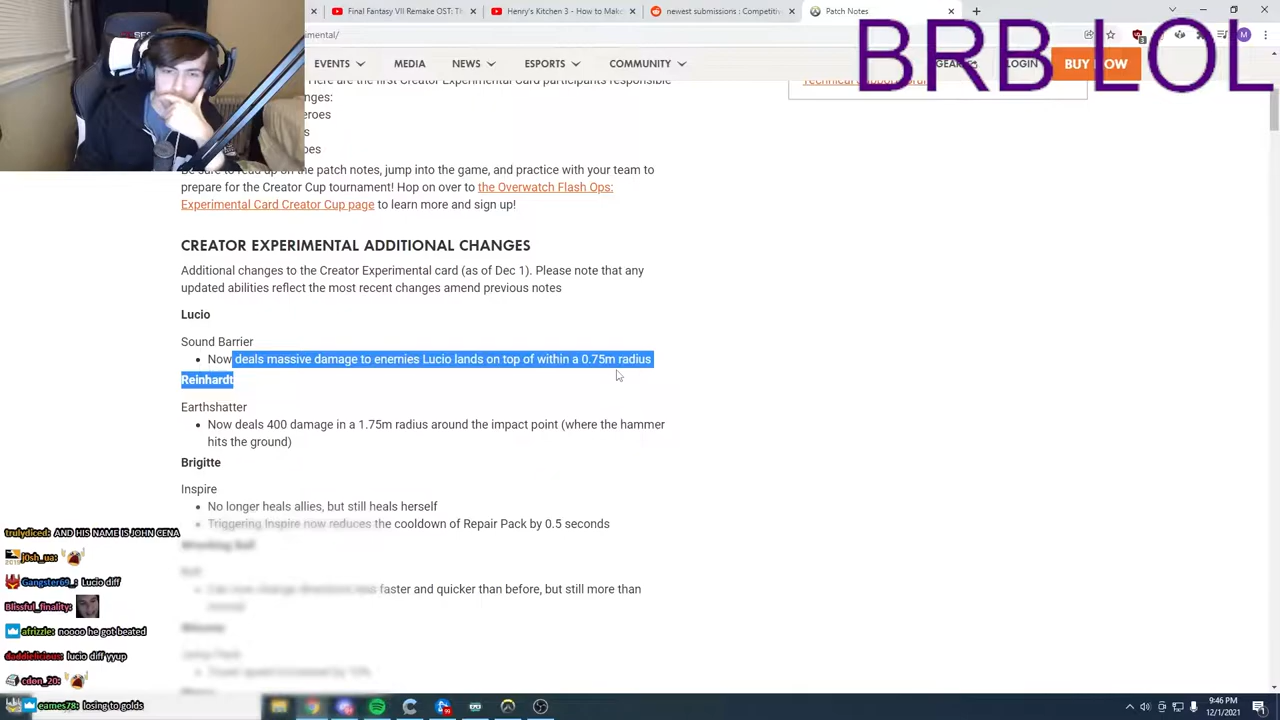 Final Fantasy VII Remake OST: Th
Henry's Kitchen 3 - How to Make
newest submissions : Competitiv
Patch Notes
imental/
BRB LOL
EVENTS
MEDIA
NEWS
ESPORTS
COMMUNITY
LOGIN
BUY NOW
. Here are the first Creator Experimental Card participants responsible
nges:
eroes
s
oes
Be sure to read up on the patch notes, jump into the game, and practice with your team to
prepare for the Creator Cup tournament! Hop on over to the Overwatch Flash Ops:
Experimental Card Creator Cup page to learn more and sign up!
CREATOR EXPERIMENTAL ADDITIONAL CHANGES
Additional changes to the Creator Experimental card (as of Dec 1). Please note that any
updated abilities reflect the most recent changes amend previous notes
Lucio
Sound Barrier
• Now deals massive damage to enemies Lucio lands on top of within a 0.75m radius
Reinhardt
Earthshatter
• Now deals 400 damage in a 1.75m radius around the impact point (where the hammer
hits the ground)
Brigitte
Inspire
• No longer heals allies, but still heals herself
• Triggering Inspire now reduces the cooldown of Repair Pack by 0.5 seconds
faster and quicker than before, but still more than
trulydiced: AND HIS NAME IS JOHN CENA
j0sh_ua:
Gangster69_: Lucio diff
Blissful_finality:
afrizzle: noooo he got beated
daddielicious: lucio diff yyup
cdon_20:
eames78: losing to golds
9:46 PM
12/1/2021